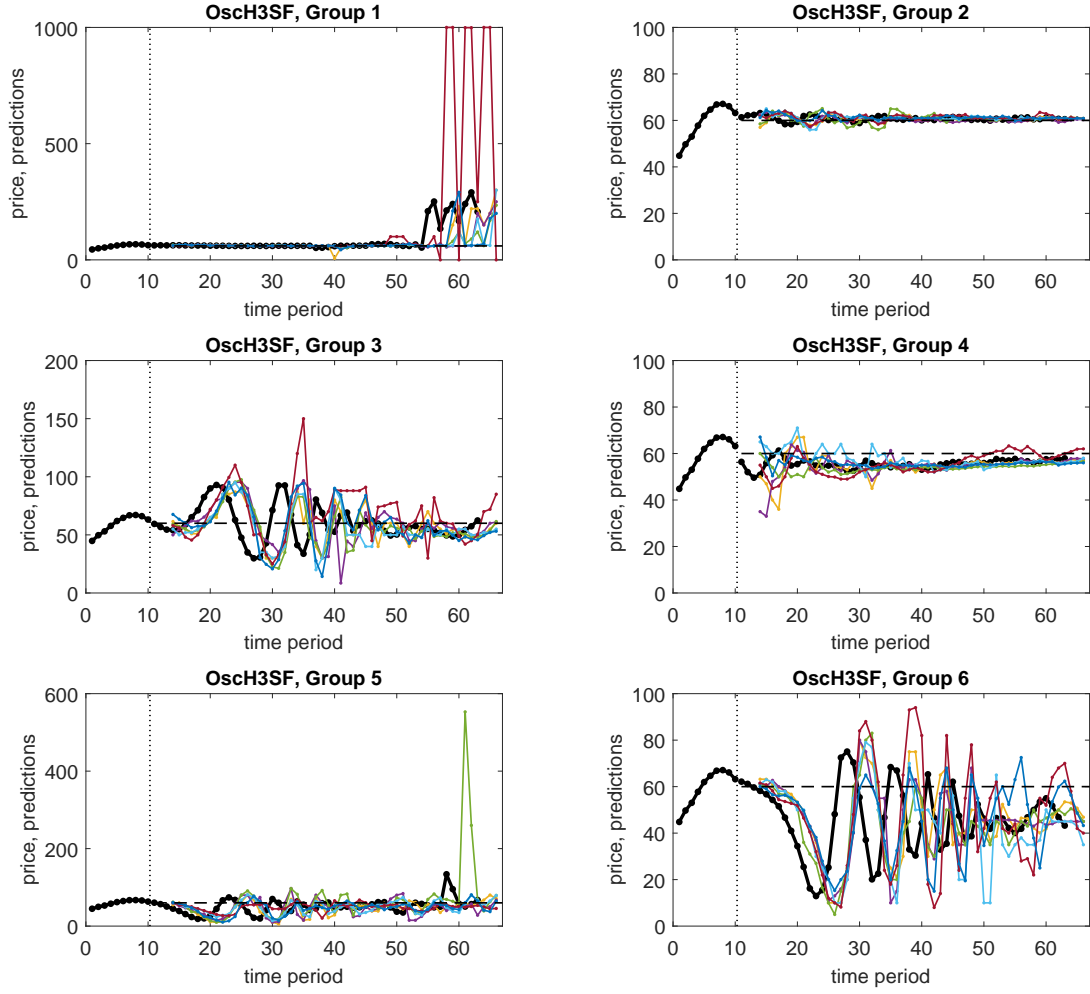 OscH3SF, Group 1
1000
500
0
price, predictions
0 10 20 30 40 50 60
time period
OscH3SF, Group 2
100
80
60
40
20
0
price, predictions
0 10 20 30 40 50 60
time period
OscH3SF, Group 3
200
150
100
50
0
price, predictions
0 10 20 30 40 50 60
time period
OscH3SF, Group 4
100
80
60
40
20
0
price, predictions
0 10 20 30 40 50 60
time period
OscH3SF, Group 5
600
400
200
0
price, predictions
0 10 20 30 40 50 60
time period
OscH3SF, Group 6
100
80
60
40
20
0
price, predictions
0 10 20 30 40 50 60
time period